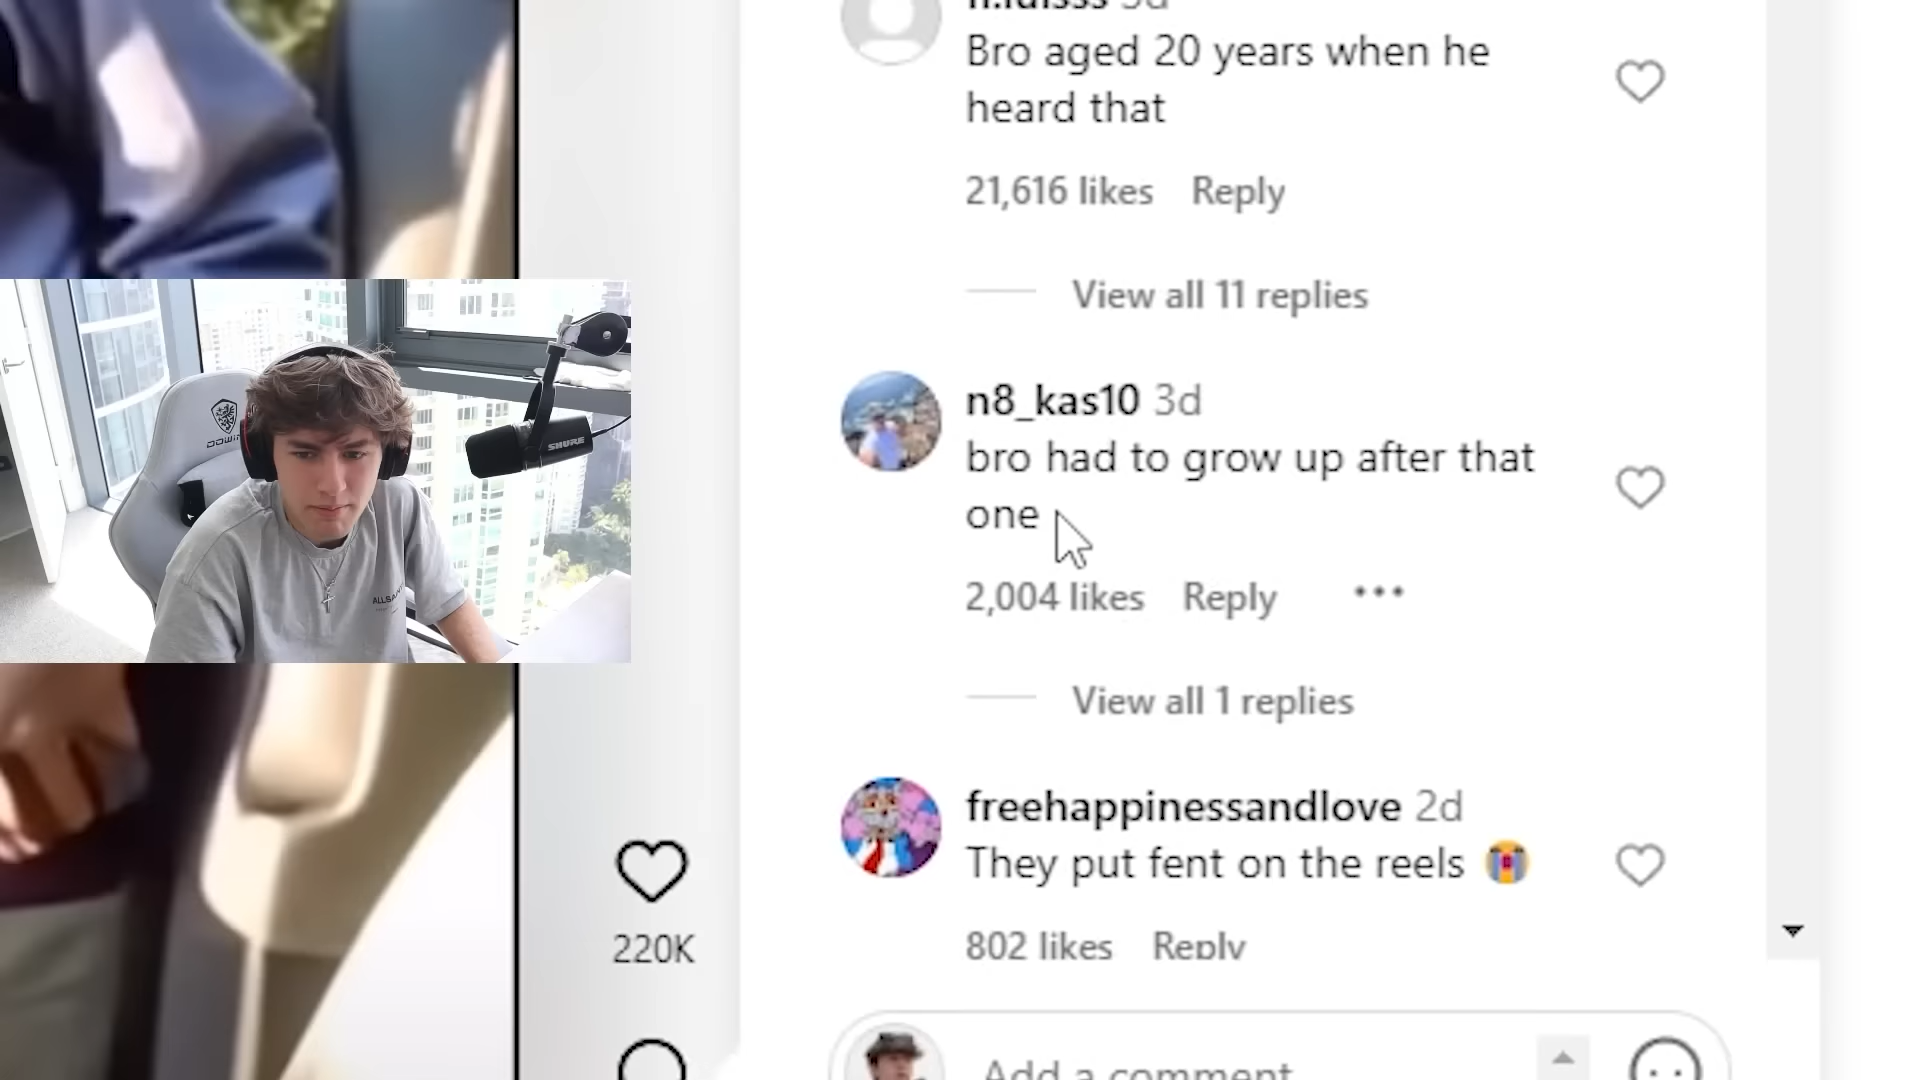 Bro aged 20 years when he
heard that
21,616 likes Reply
View all 11 replies
n8_kas10 3d
bro had to grow up after that
one
2,004 likes Reply
View all 1 replies
SHURE
freehappinessandlove 2d
They put fent on the reels 😭
802 likes Reply
220K
Add a comment...